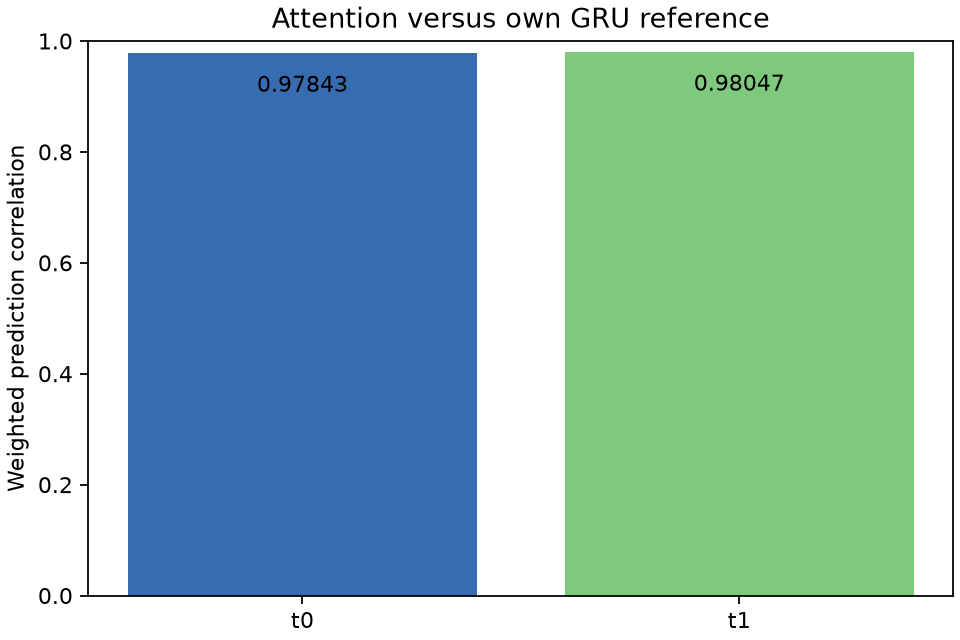 Attention versus own GRU reference
Weighted prediction correlation
1.0
0.8
0.6
0.4
0.2
0.0
0.97843
0.98047
t0
t1